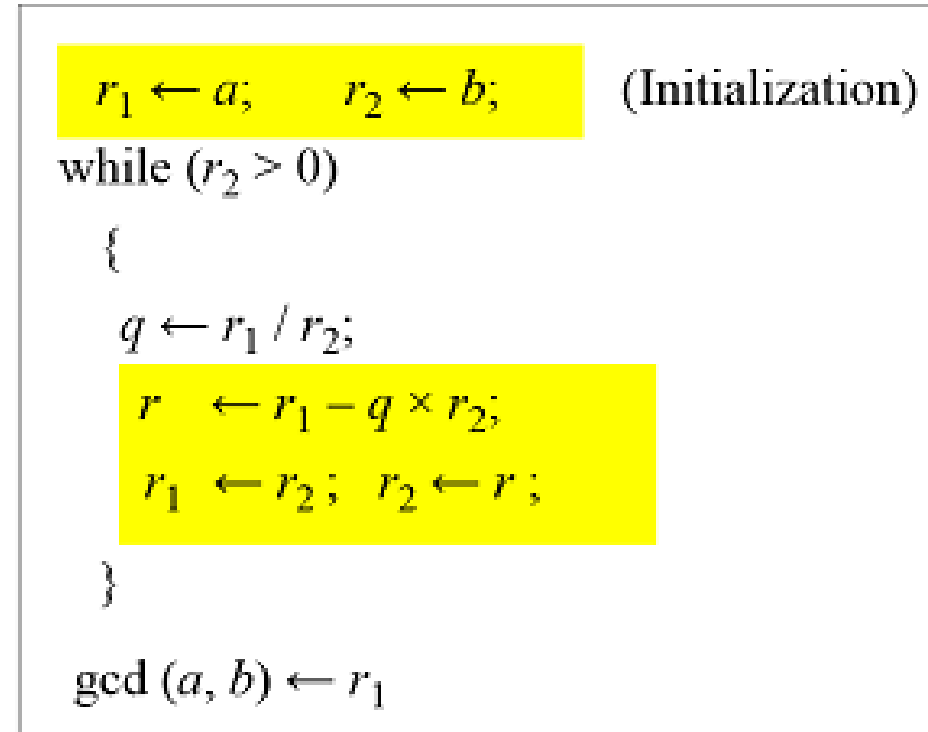 r₁ ← a; r₂ ← b; (Initialization)
while (r₂ > 0)
{
q ← r₁ / r₂;
r ← r₁ – q × r₂;
r₁ ← r₂ ; r₂ ← r ;
}
gcd (a, b) ← r₁